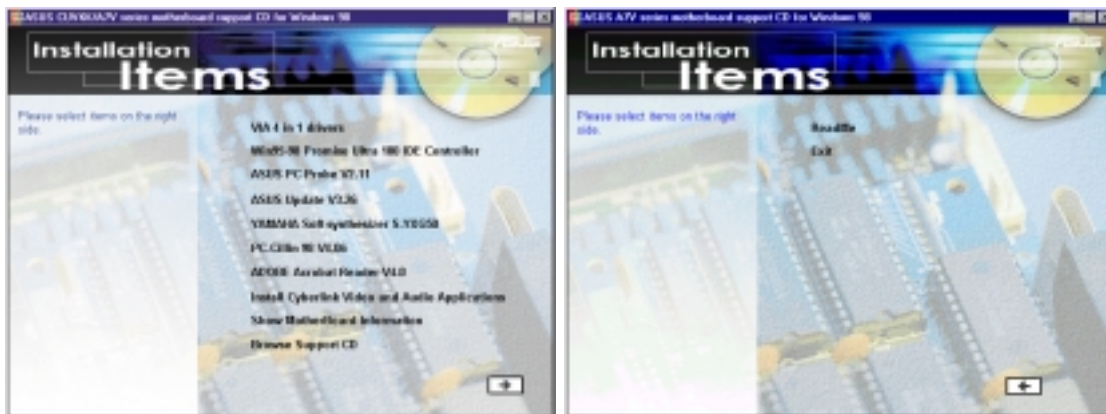 ASUS CUV4X/A7V series motherboard support CD for Windows 98
Installation
Items
Please select items on the right
side.
VIA 4 in 1 drivers
Win95-98 Promise Ultra 100 IDE Controller
ASUS PC Probe V2.11
ASUS Update V3.26
YAMAHA Soft-synthesizer S-YXG50
PC-Cillin 98 V6.06
ADOBE Acrobat Reader V4.0
Install Cyberlink Video and Audio Applications
Show Motherboard Information
Browse Support CD
ASUS A7V series motherboard support CD for Windows 98
Installation
Items
Please select items on the right
side.
ReadMe
Exit